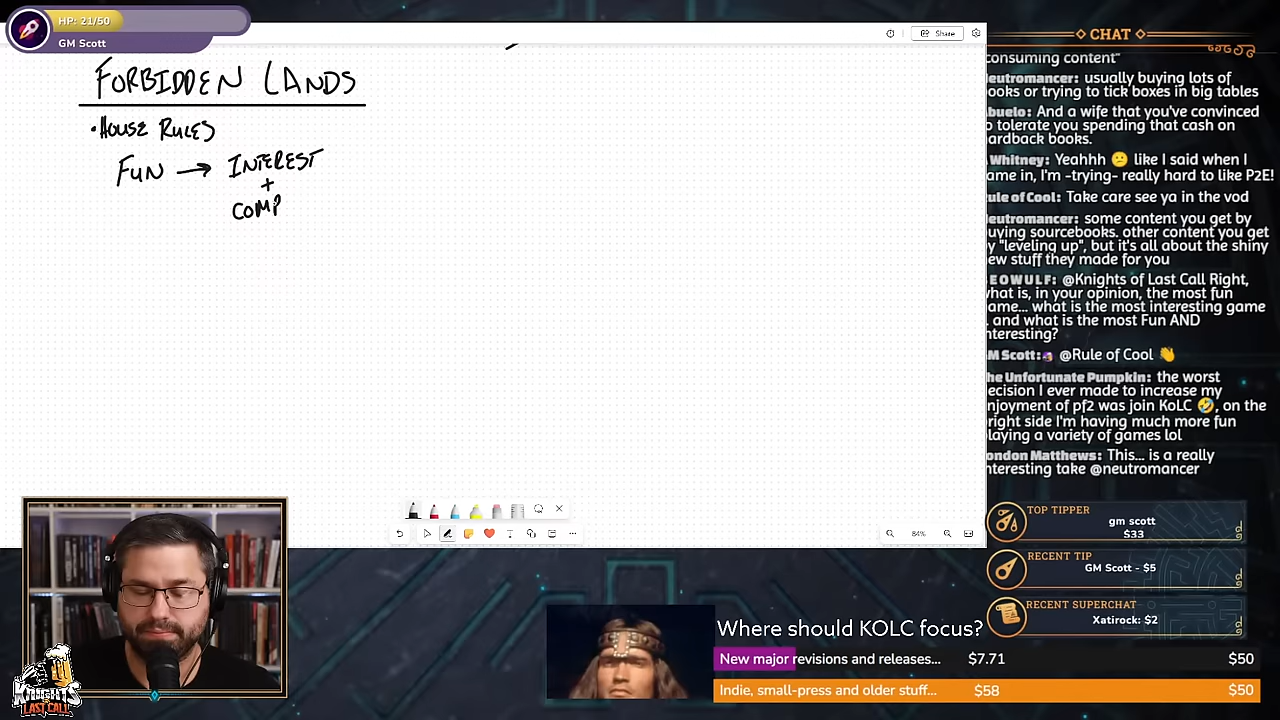 HP: 21/50
GM Scott
Share
FORBIDDEN LANDS
•HOUSE RULES
FUN → INTEREST
+
COMP
84%
CHAT
consuming content"
eutromancer: usually buying lots of
ooks or trying to tick boxes in big tables
buelo: And a wife that you've convinced
o tolerate you spending that cash on
ardback books.
Whitney: Yeahhh 😕 like I said when I
ame in, I'm -trying- really hard to like P2E!
ule of Cool: Take care see ya in the vod
eutromancer: some content you get by
uying sourcebooks. other content you get
y "leveling up", but it's all about the shiny
ew stuff they made for you
EOWULF: @Knights of Last Call Right,
hat is, in your opinion, the most fun
ame... what is the most interesting game
. and what is the most Fun AND
nteresting?
M Scott: @Rule of Cool 👋
he Unfortunate Pumpkin: the worst
ecision I ever made to increase my
njoyment of pf2 was join KoLC 🤣, on the
right side I'm having much more fun
laying a variety of games lol
ondon Matthews: This... is a really
nteresting take @neutromancer
TOP TIPPER
gm scott
$33
RECENT TIP
GM Scott - $5
RECENT SUPERCHAT
Xatirock: $2
Where should KOLC focus?
New major revisions and releases... $7.71 $50
Indie, small-press and older stuff... $58 $50
KNIGHTS
OF
LAST CALL